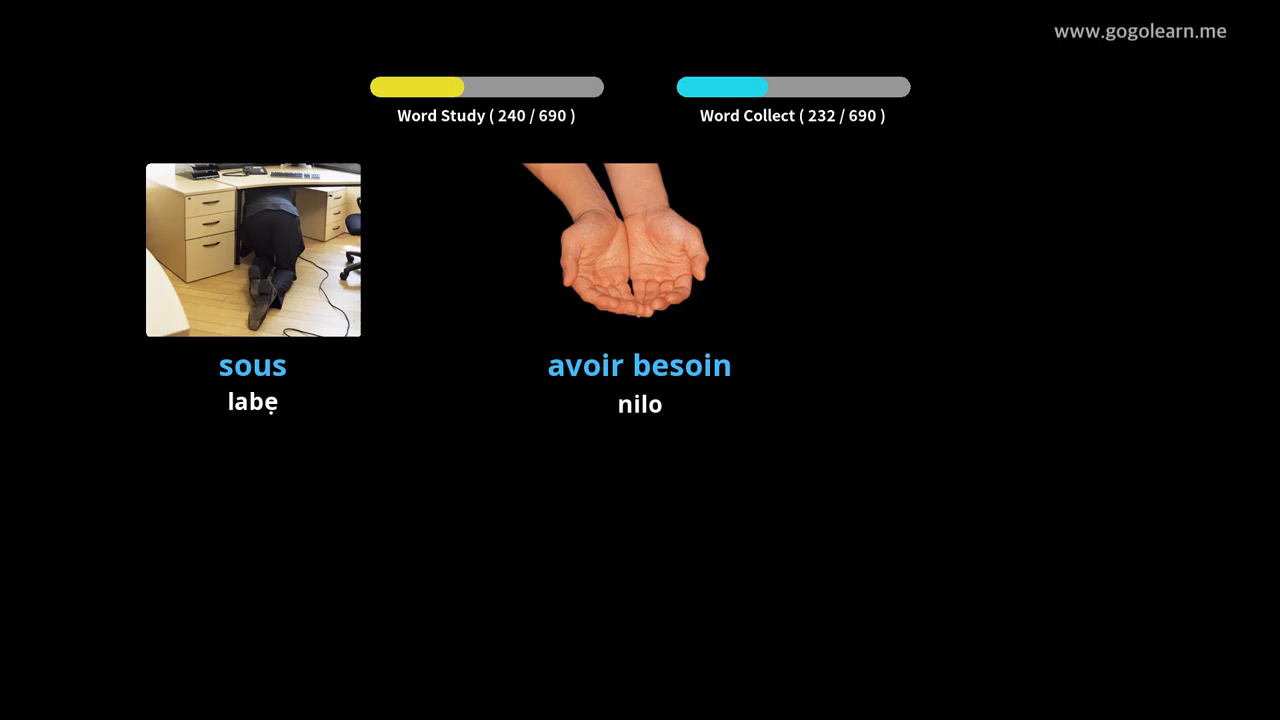 www.gogolearn.me
Word Study ( 240 / 690 )
Word Collect ( 232 / 690 )
sous
labẹ
avoir besoin
nilo